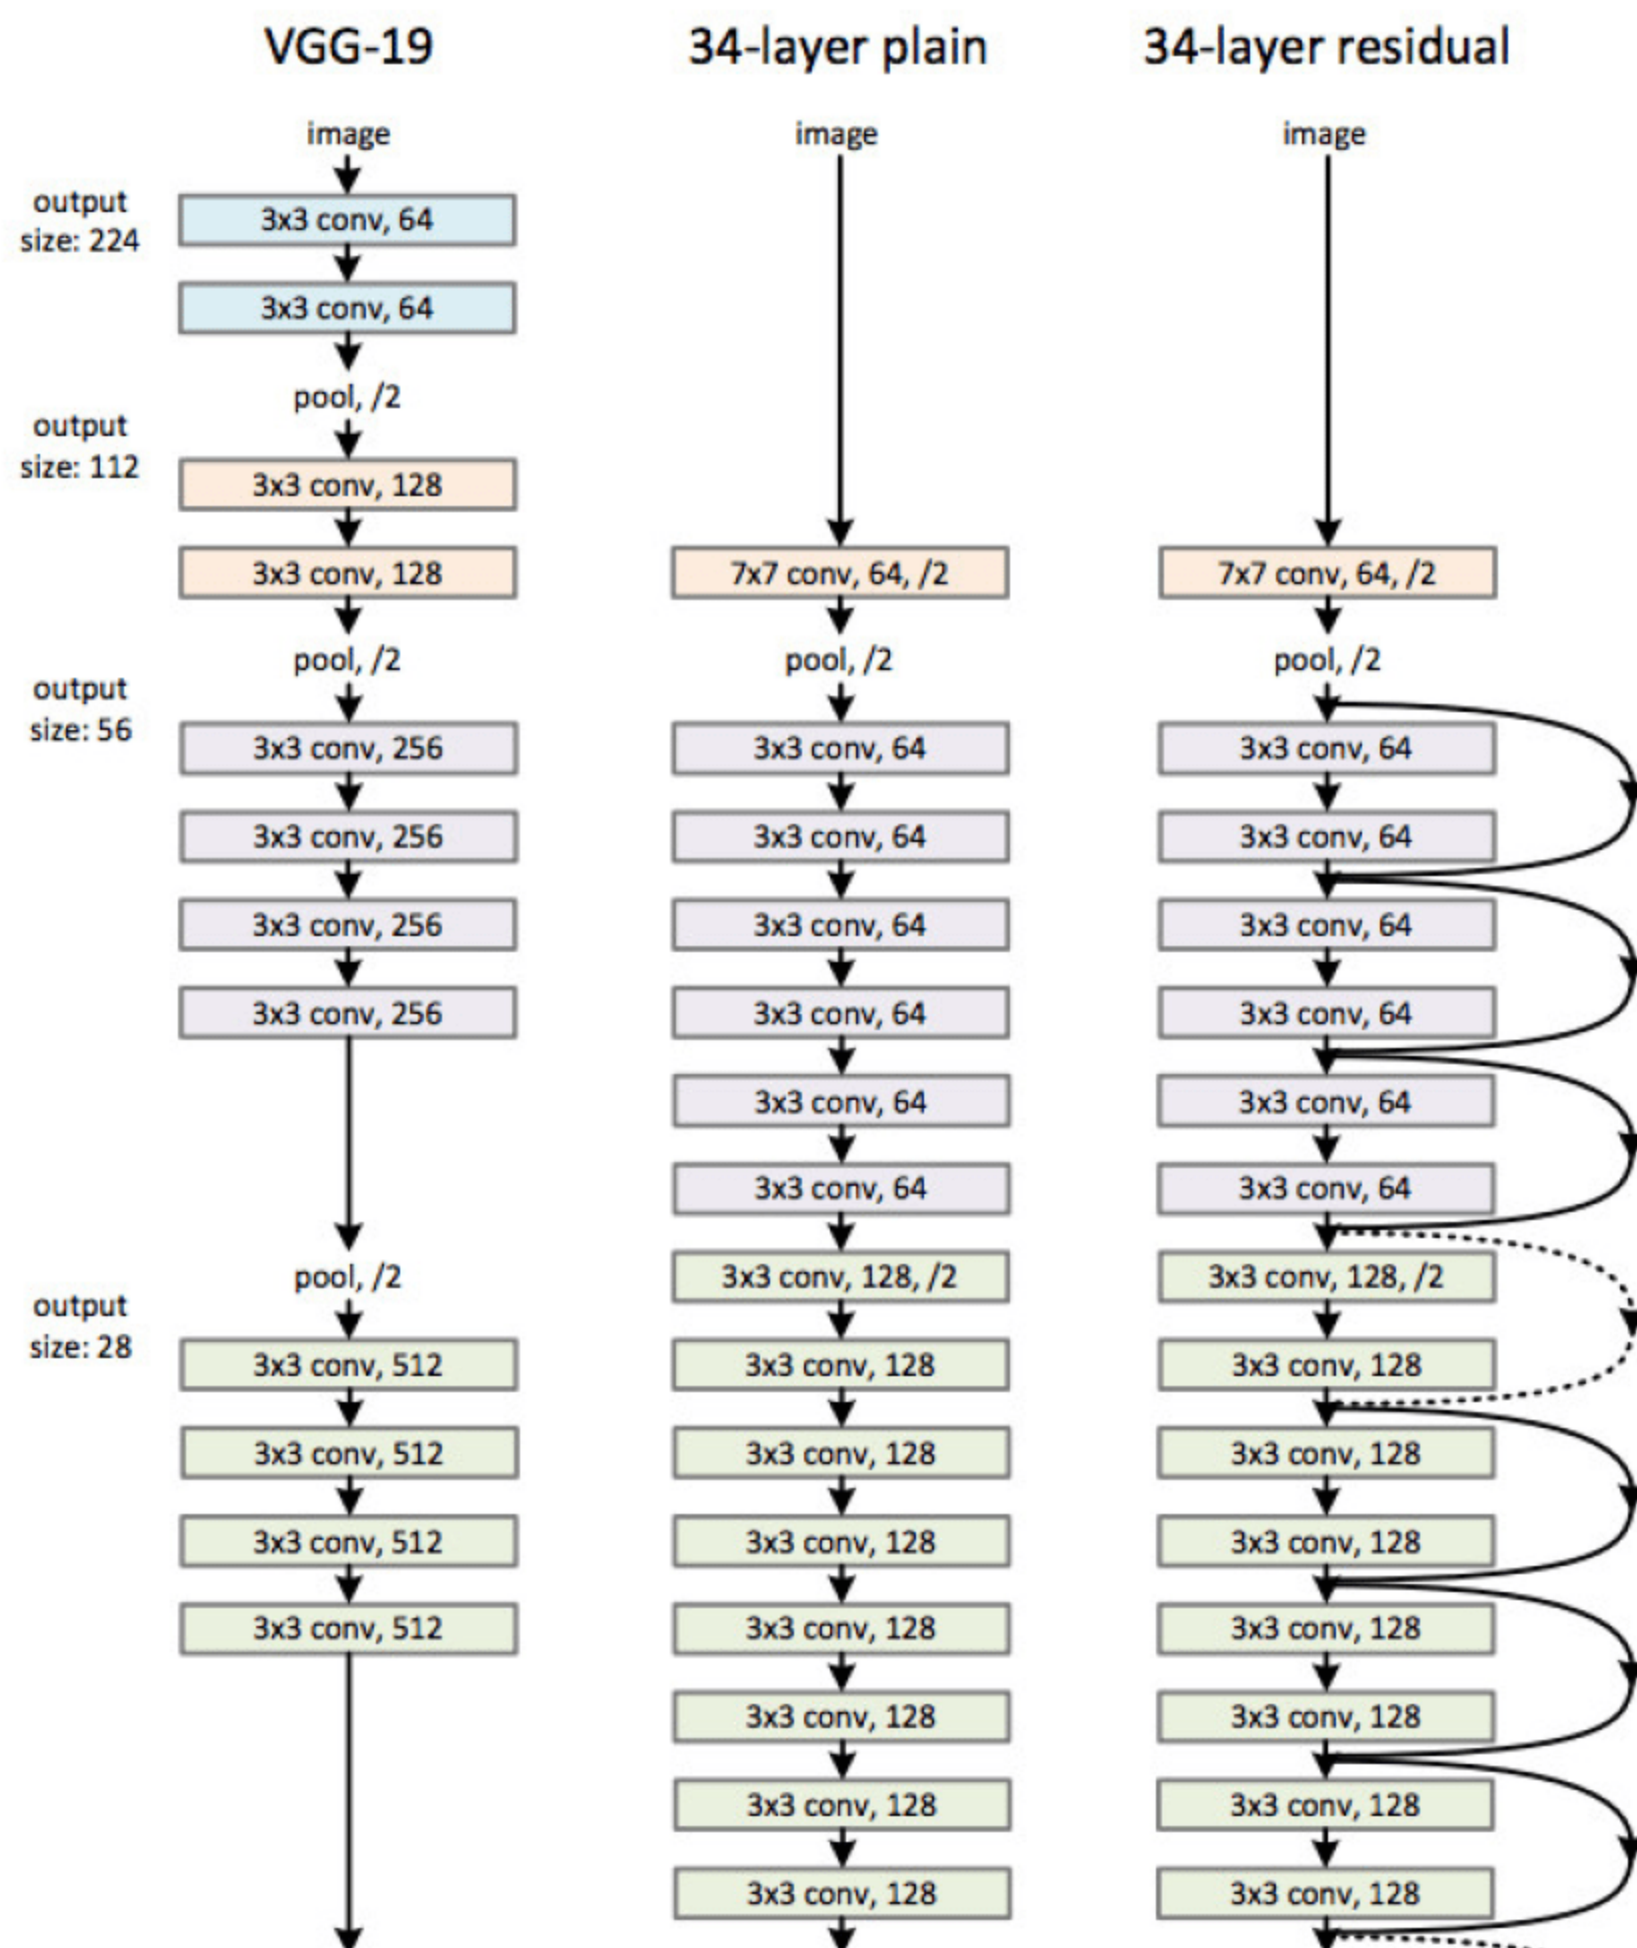 VGG-19
34-layer plain
34-layer residual
image
image
image
output
size: 224
3x3 conv, 64
3x3 conv, 64
pool, /2
output
size: 112
3x3 conv, 128
3x3 conv, 128
7x7 conv, 64, /2
7x7 conv, 64, /2
pool, /2
pool, /2
pool, /2
output
size: 56
3x3 conv, 256
3x3 conv, 64
3x3 conv, 64
3x3 conv, 256
3x3 conv, 64
3x3 conv, 64
3x3 conv, 256
3x3 conv, 64
3x3 conv, 64
3x3 conv, 256
3x3 conv, 64
3x3 conv, 64
3x3 conv, 64
3x3 conv, 64
3x3 conv, 64
3x3 conv, 64
pool, /2
3x3 conv, 128, /2
3x3 conv, 128, /2
output
size: 28
3x3 conv, 512
3x3 conv, 128
3x3 conv, 128
3x3 conv, 512
3x3 conv, 128
3x3 conv, 128
3x3 conv, 512
3x3 conv, 128
3x3 conv, 128
3x3 conv, 512
3x3 conv, 128
3x3 conv, 128
3x3 conv, 128
3x3 conv, 128
3x3 conv, 128
3x3 conv, 128
3x3 conv, 128
3x3 conv, 128